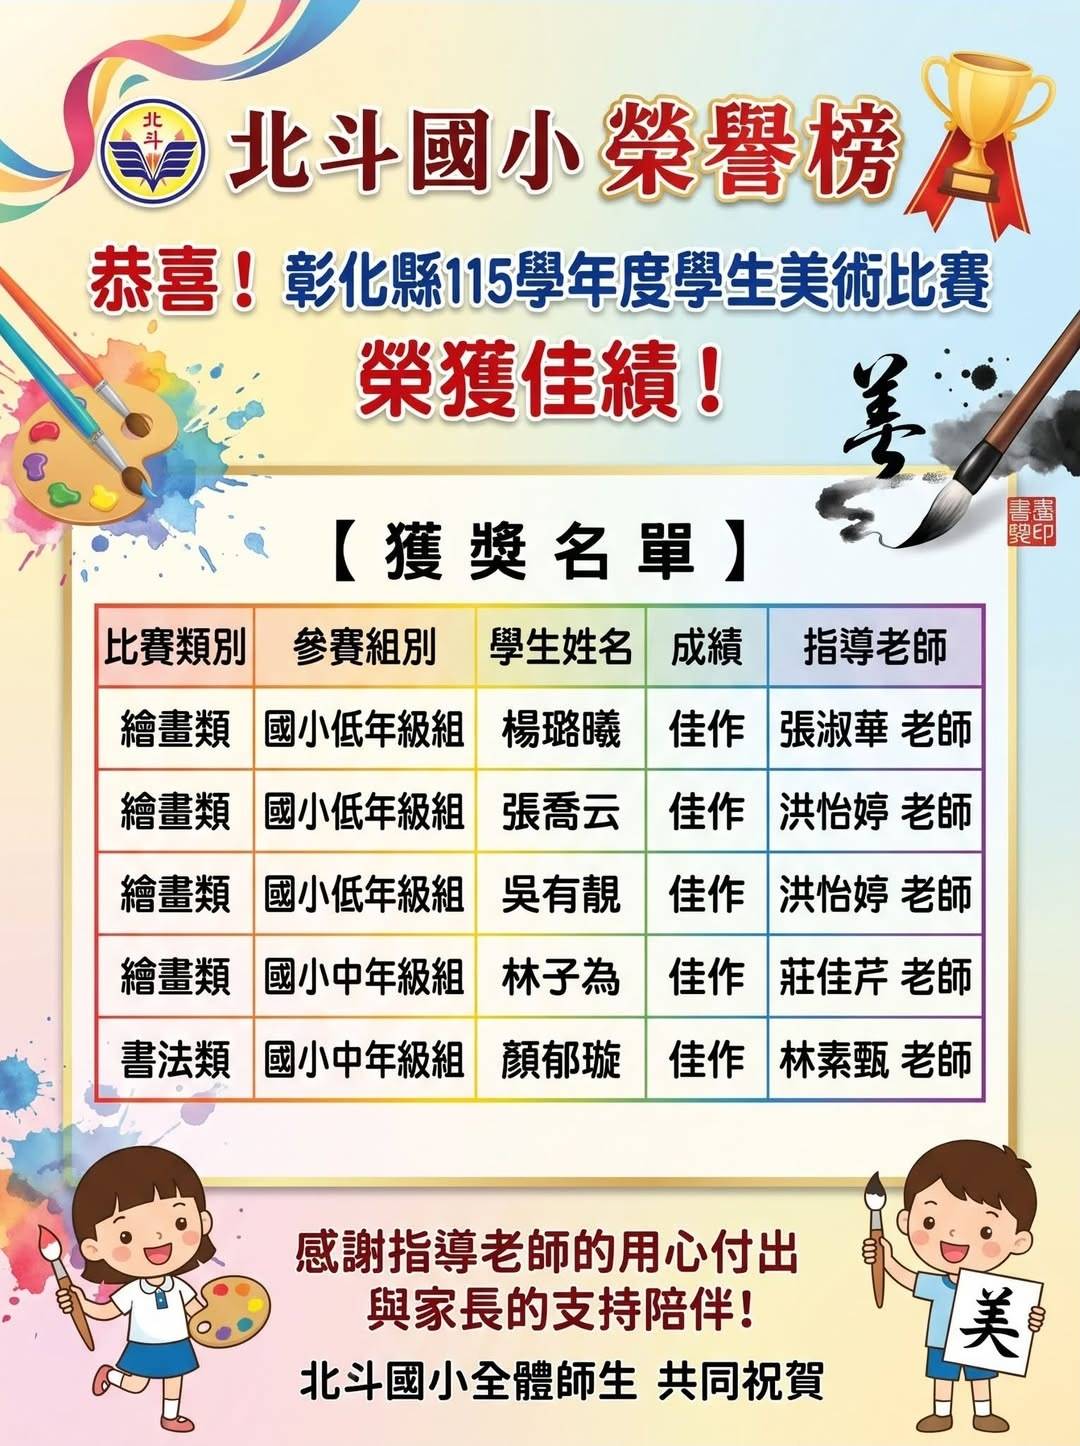 北斗
北斗國小 榮譽榜
恭喜！彰化縣115學年度學生美術比賽
榮獲佳績！
美
【獲獎名單】
比賽類別 參賽組別 學生姓名 成績 指導老師
繪畫類 國小低年級組 楊璐曦 佳作 張淑華 老師
繪畫類 國小低年級組 張喬云 佳作 洪怡婷 老師
繪畫類 國小低年級組 吳有靚 佳作 洪怡婷 老師
繪畫類 國小中年級組 林子為 佳作 莊佳芹 老師
書法類 國小中年級組 顏郁璇 佳作 林素甄 老師
感謝指導老師的用心付出
與家長的支持陪伴！
美
北斗國小全體師生 共同祝賀